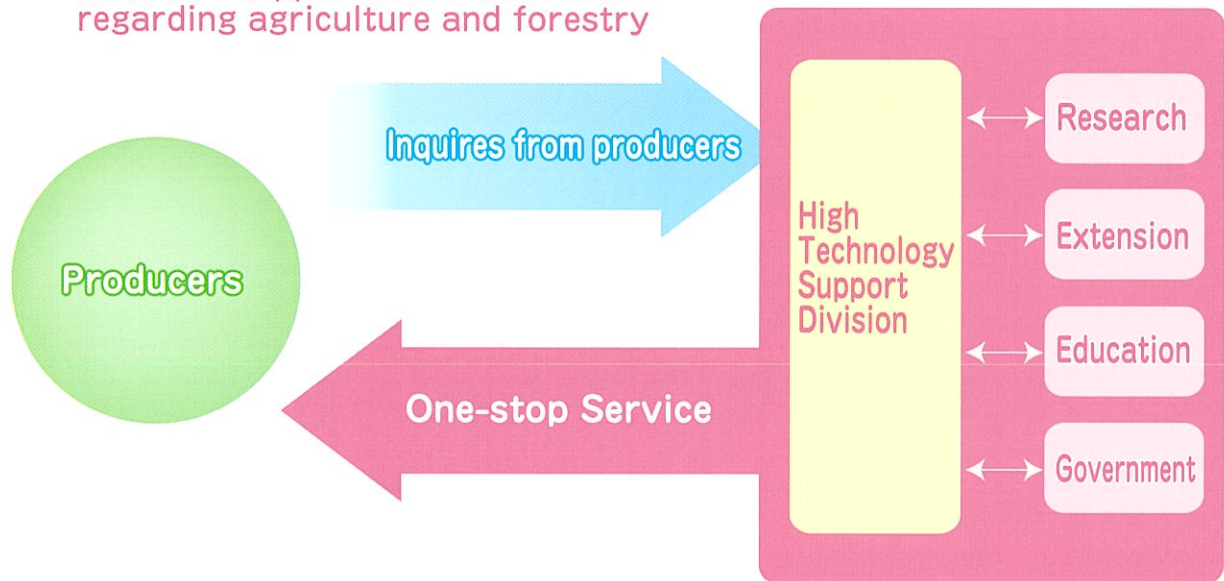 regarding agriculture and forestry
Inquires from producers
Producers
High
Technology
Support
Division
One-stop Service
Research
Extension
Education
Government